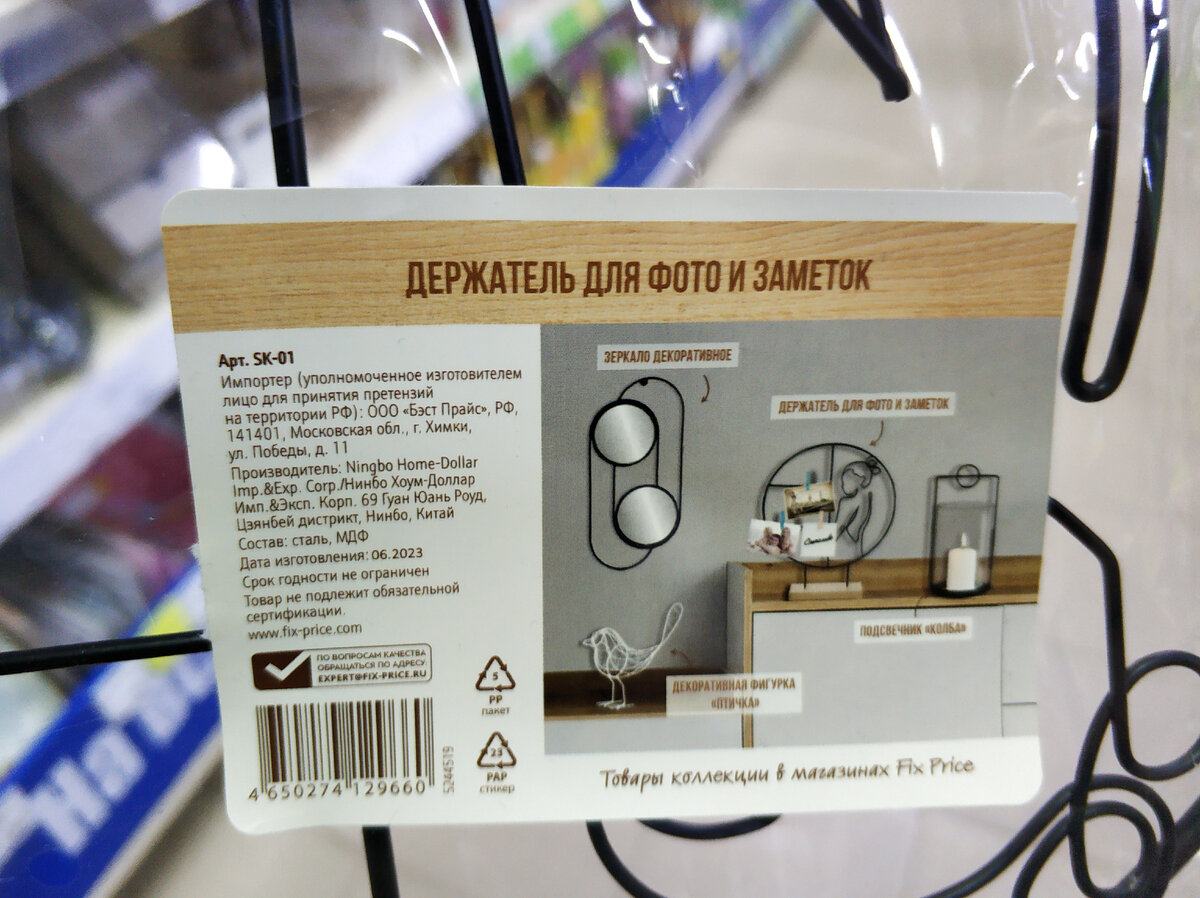 ДЕРЖАТЕЛЬ ДЛЯ ФОТО И ЗАМЕТОК
Арт. SK-01
Импортер (уполномоченное изготовителем
лицо для принятия претензий
на территории РФ): ООО «Бэст Прайс», РФ,
141401, Московская обл., г. Химки,
ул. Победы, д. 11
Производитель: Ningbo Home-Dollar
Imp.&Exp. Corp./Нинбо Хоум-Доллар
Имп.&Эксп. Корп. 69 Гуан Юань Роуд,
Цзянбей дистрикт, Нинбо, Китай
Состав: сталь, МДФ
Дата изготовления: 06.2023
Срок годности не ограничен
Товар не подлежит обязательной
сертификации.
www.fix-price.com
ПО ВОПРОСАМ КАЧЕСТВА
ОБРАЩАТЬСЯ ПО АДРЕСУ:
EXPERT@FIX-PRICE.RU
5
PP
пакет
23
PAP
стикер
4 650274 129660
5244519
ЗЕРКАЛО ДЕКОРАТИВНОЕ
ДЕРЖАТЕЛЬ ДЛЯ ФОТО И ЗАМЕТОК
ПОДСВЕЧНИК «КОЛБА»
ДЕКОРАТИВНАЯ ФИГУРКА
«ПТИЧКА»
Товары коллекции в магазинах Fix Price